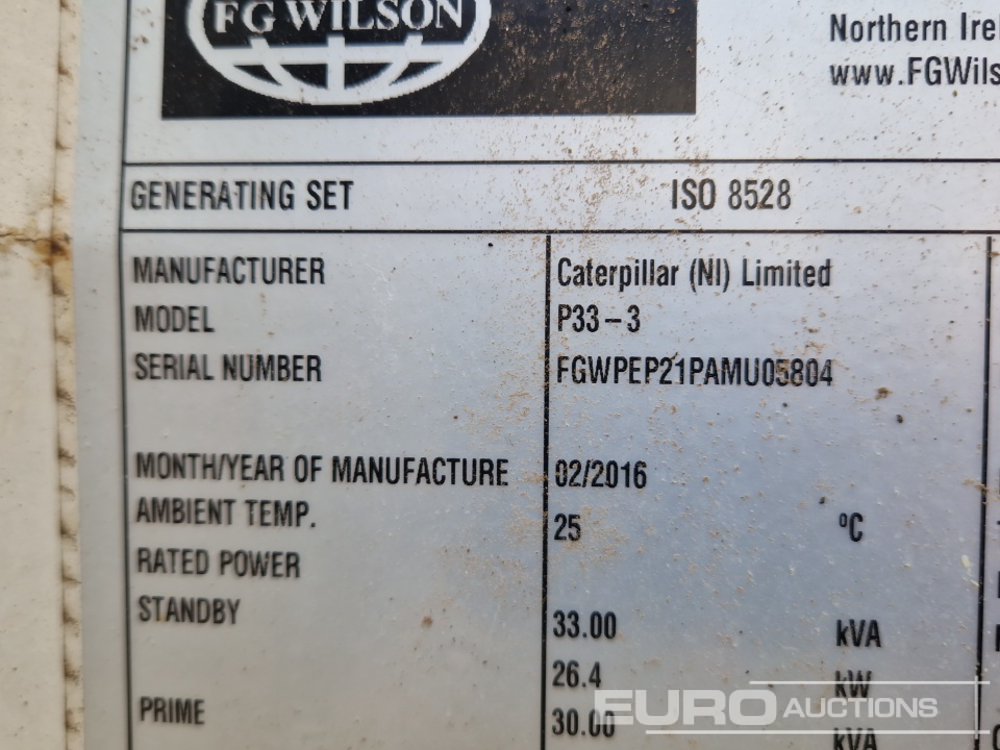 FG WILSON
Northern Ire
www.FGWils
GENERATING SET ISO 8528
MANUFACTURER Caterpillar (NI) Limited
MODEL P33-3
SERIAL NUMBER FGWPEP21PAMU05804
MONTH/YEAR OF MANUFACTURE 02/2016
AMBIENT TEMP. 25 ºC
RATED POWER
STANDBY 33.00 kVA
26.4 kW
PRIME 30.00 kVA
EURO AUCTIONS